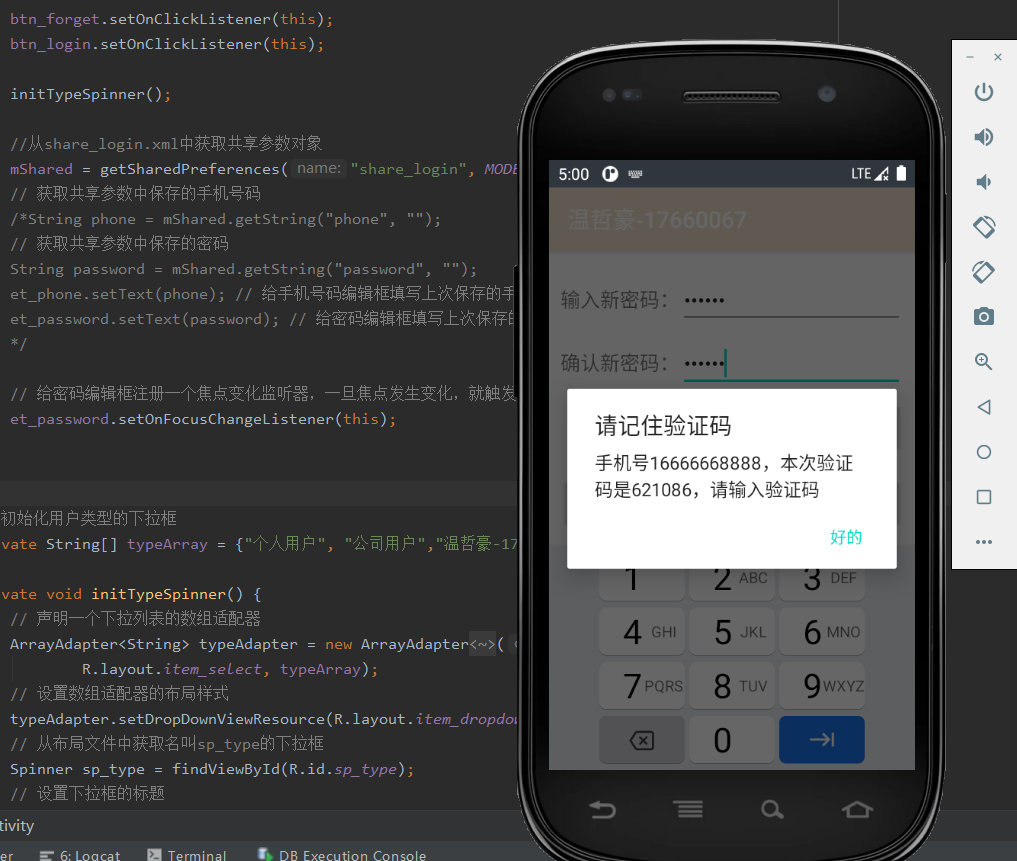 btn_forget.setOnClickListener(this);
btn_login.setOnClickListener(this);
initTypeSpinner();
//从share_login.xml中获取共享参数对象
mShared = getSharedPreferences( name: "share_login", MODE
// 获取共享参数中保存的手机号码
/*String phone = mShared.getString("phone", "");
// 获取共享参数中保存的密码
String password = mShared.getString("password", "");
et_phone.setText(phone); // 给手机号码编辑框填写上次保存的手
et_password.setText(password); // 给密码编辑框填写上次保存的
*/
// 给密码编辑框注册一个焦点变化监听器，一旦焦点发生变化，就触发
et_password.setOnFocusChangeListener(this);
初始化用户类型的下拉框
vate String[] typeArray = {"个人用户", "公司用户","温哲豪-17
vate void initTypeSpinner() {
// 声明一个下拉列表的数组适配器
ArrayAdapter<String> typeAdapter = new ArrayAdapter<~>(
R.layout.item_select, typeArray);
// 设置数组适配器的布局样式
typeAdapter.setDropDownViewResource(R.layout.item_dropdow
// 从布局文件中获取名叫sp_type的下拉框
Spinner sp_type = findViewById(R.id.sp_type);
// 设置下拉框的标题
tivity
er 6: Logcat Terminal DB Execution Console
5:00 LTE
温哲豪-17660067
输入新密码： ••••••
确认新密码： ••••••
请记住验证码
手机号16666668888，本次验证
码是621086，请输入验证码
好的
1 2 ABC 3 DEF
4 GHI 5 JKL 6 MNO
7 PQRS 8 TUV 9 WXYZ
0